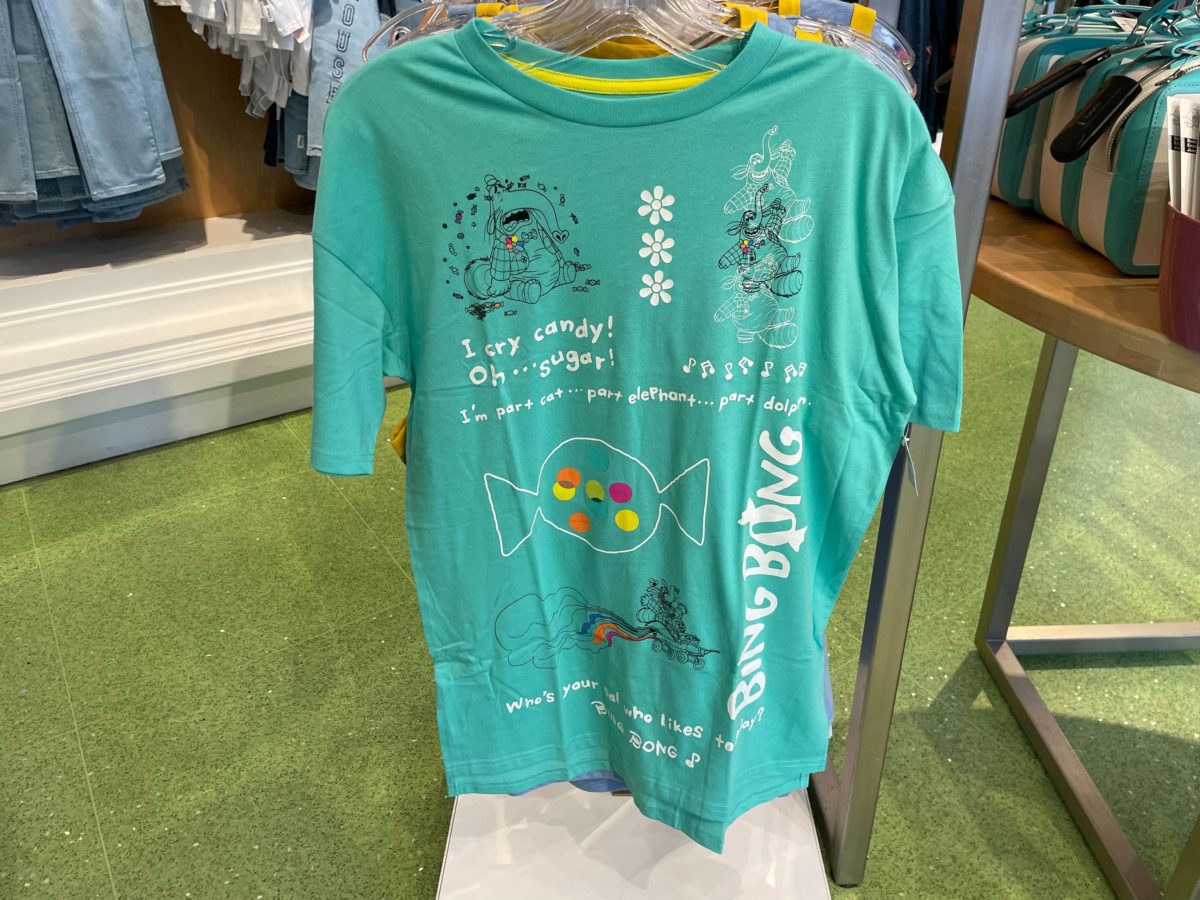 I cry candy!
Oh...sugar!
I'm part cat... part elephant... part dolphin.
BING BONG
Who's your pal who likes to play?
BING BONG